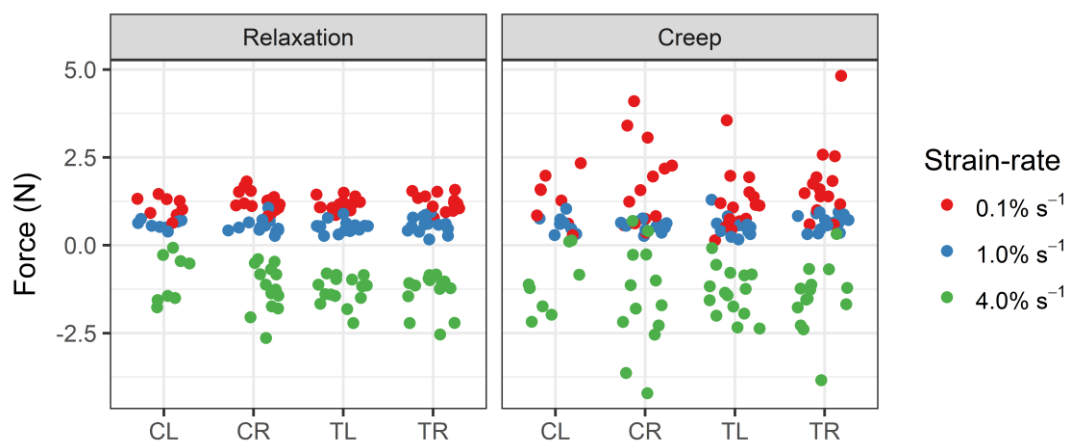 Relaxation
Creep
Force (N)
5.0
2.5
0.0
-2.5
CL CR TL TR
CL CR TL TR
Strain-rate
0.1% s⁻¹
1.0% s⁻¹
4.0% s⁻¹